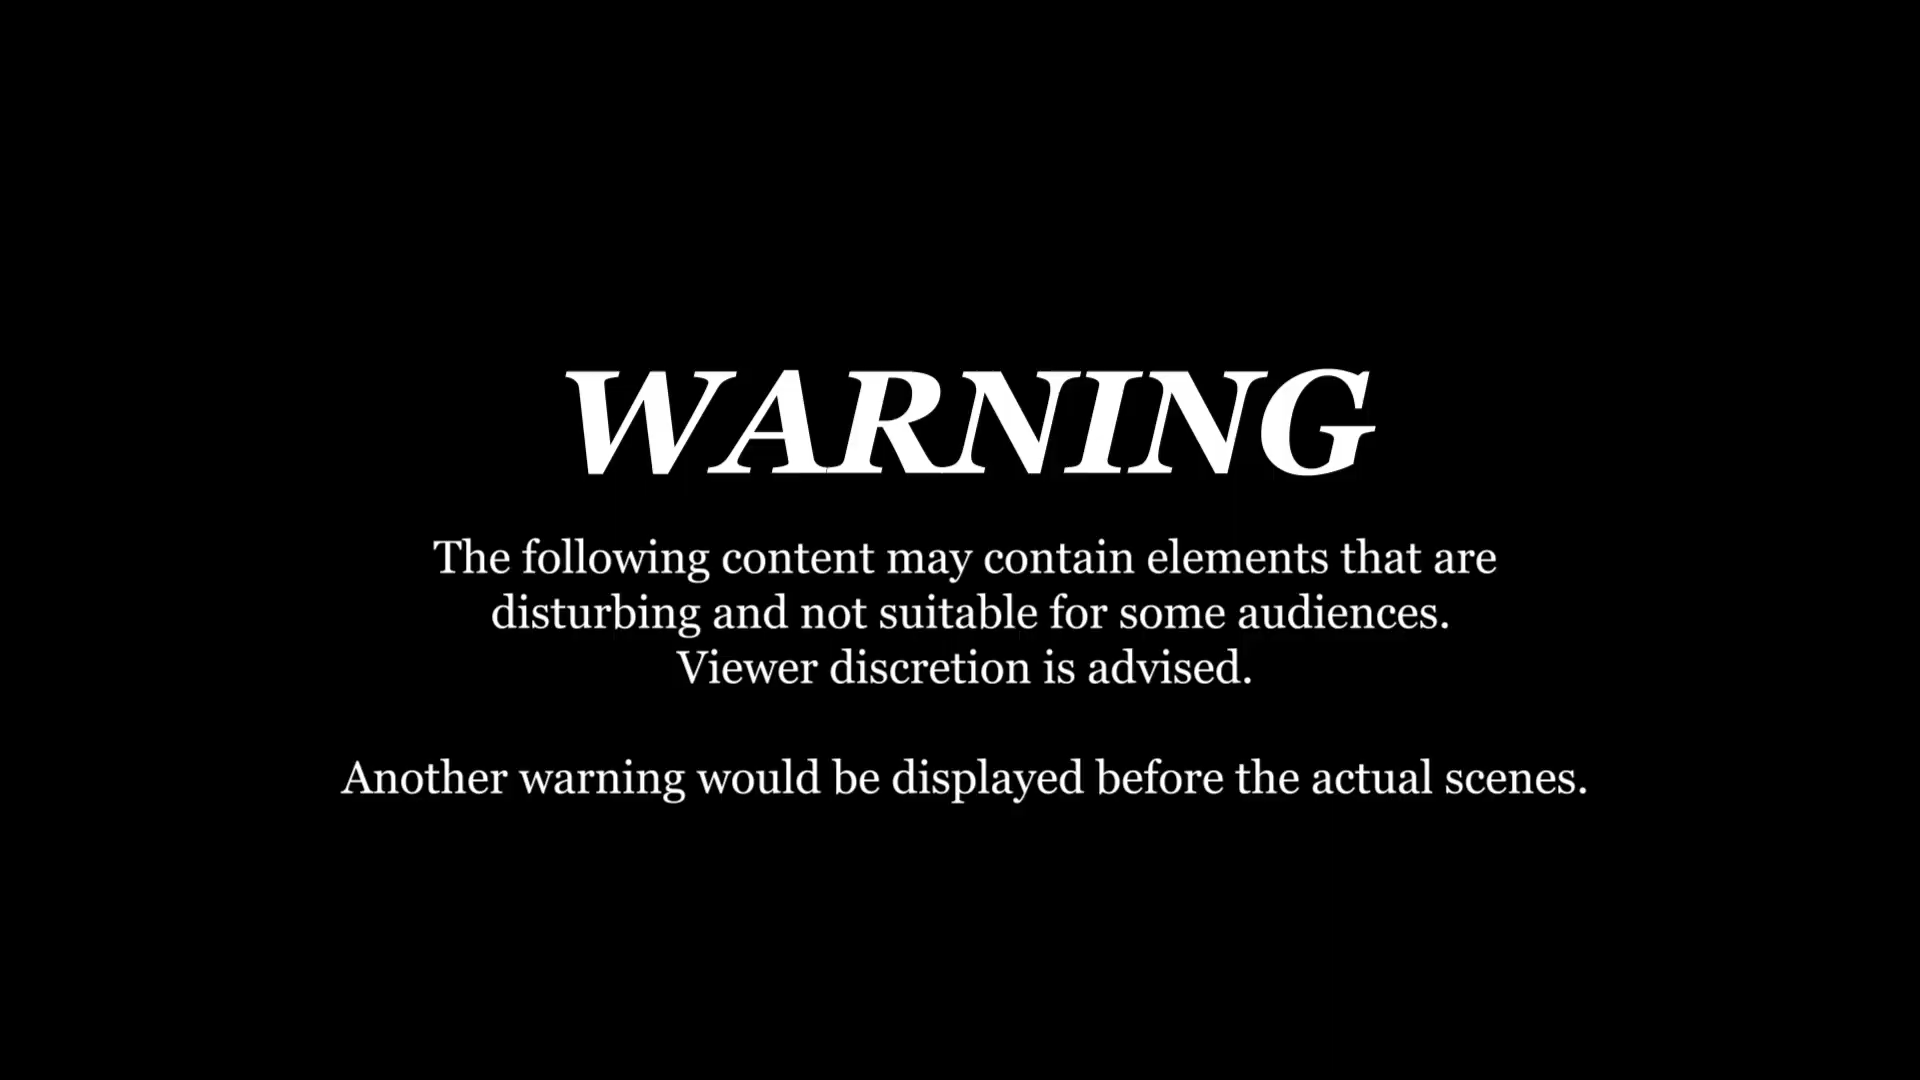 WARNING
The following content may contain elements that are
disturbing and not suitable for some audiences.
Viewer discretion is advised.
Another warning would be displayed before the actual scenes.